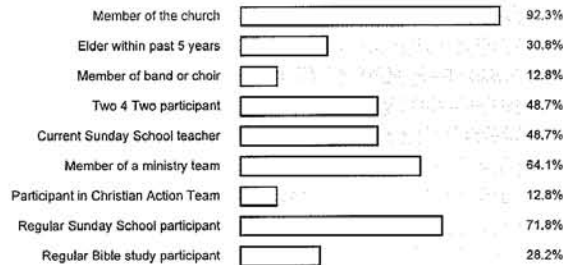 Member of the church 92.3%
Elder within past 5 years 30.8%
Member of band or choir 12.8%
Two 4 Two participant 48.7%
Current Sunday School teacher 48.7%
Member of a ministry team 64.1%
Participant in Christian Action Team 12.8%
Regular Sunday School participant 71.8%
Regular Bible study participant 28.2%